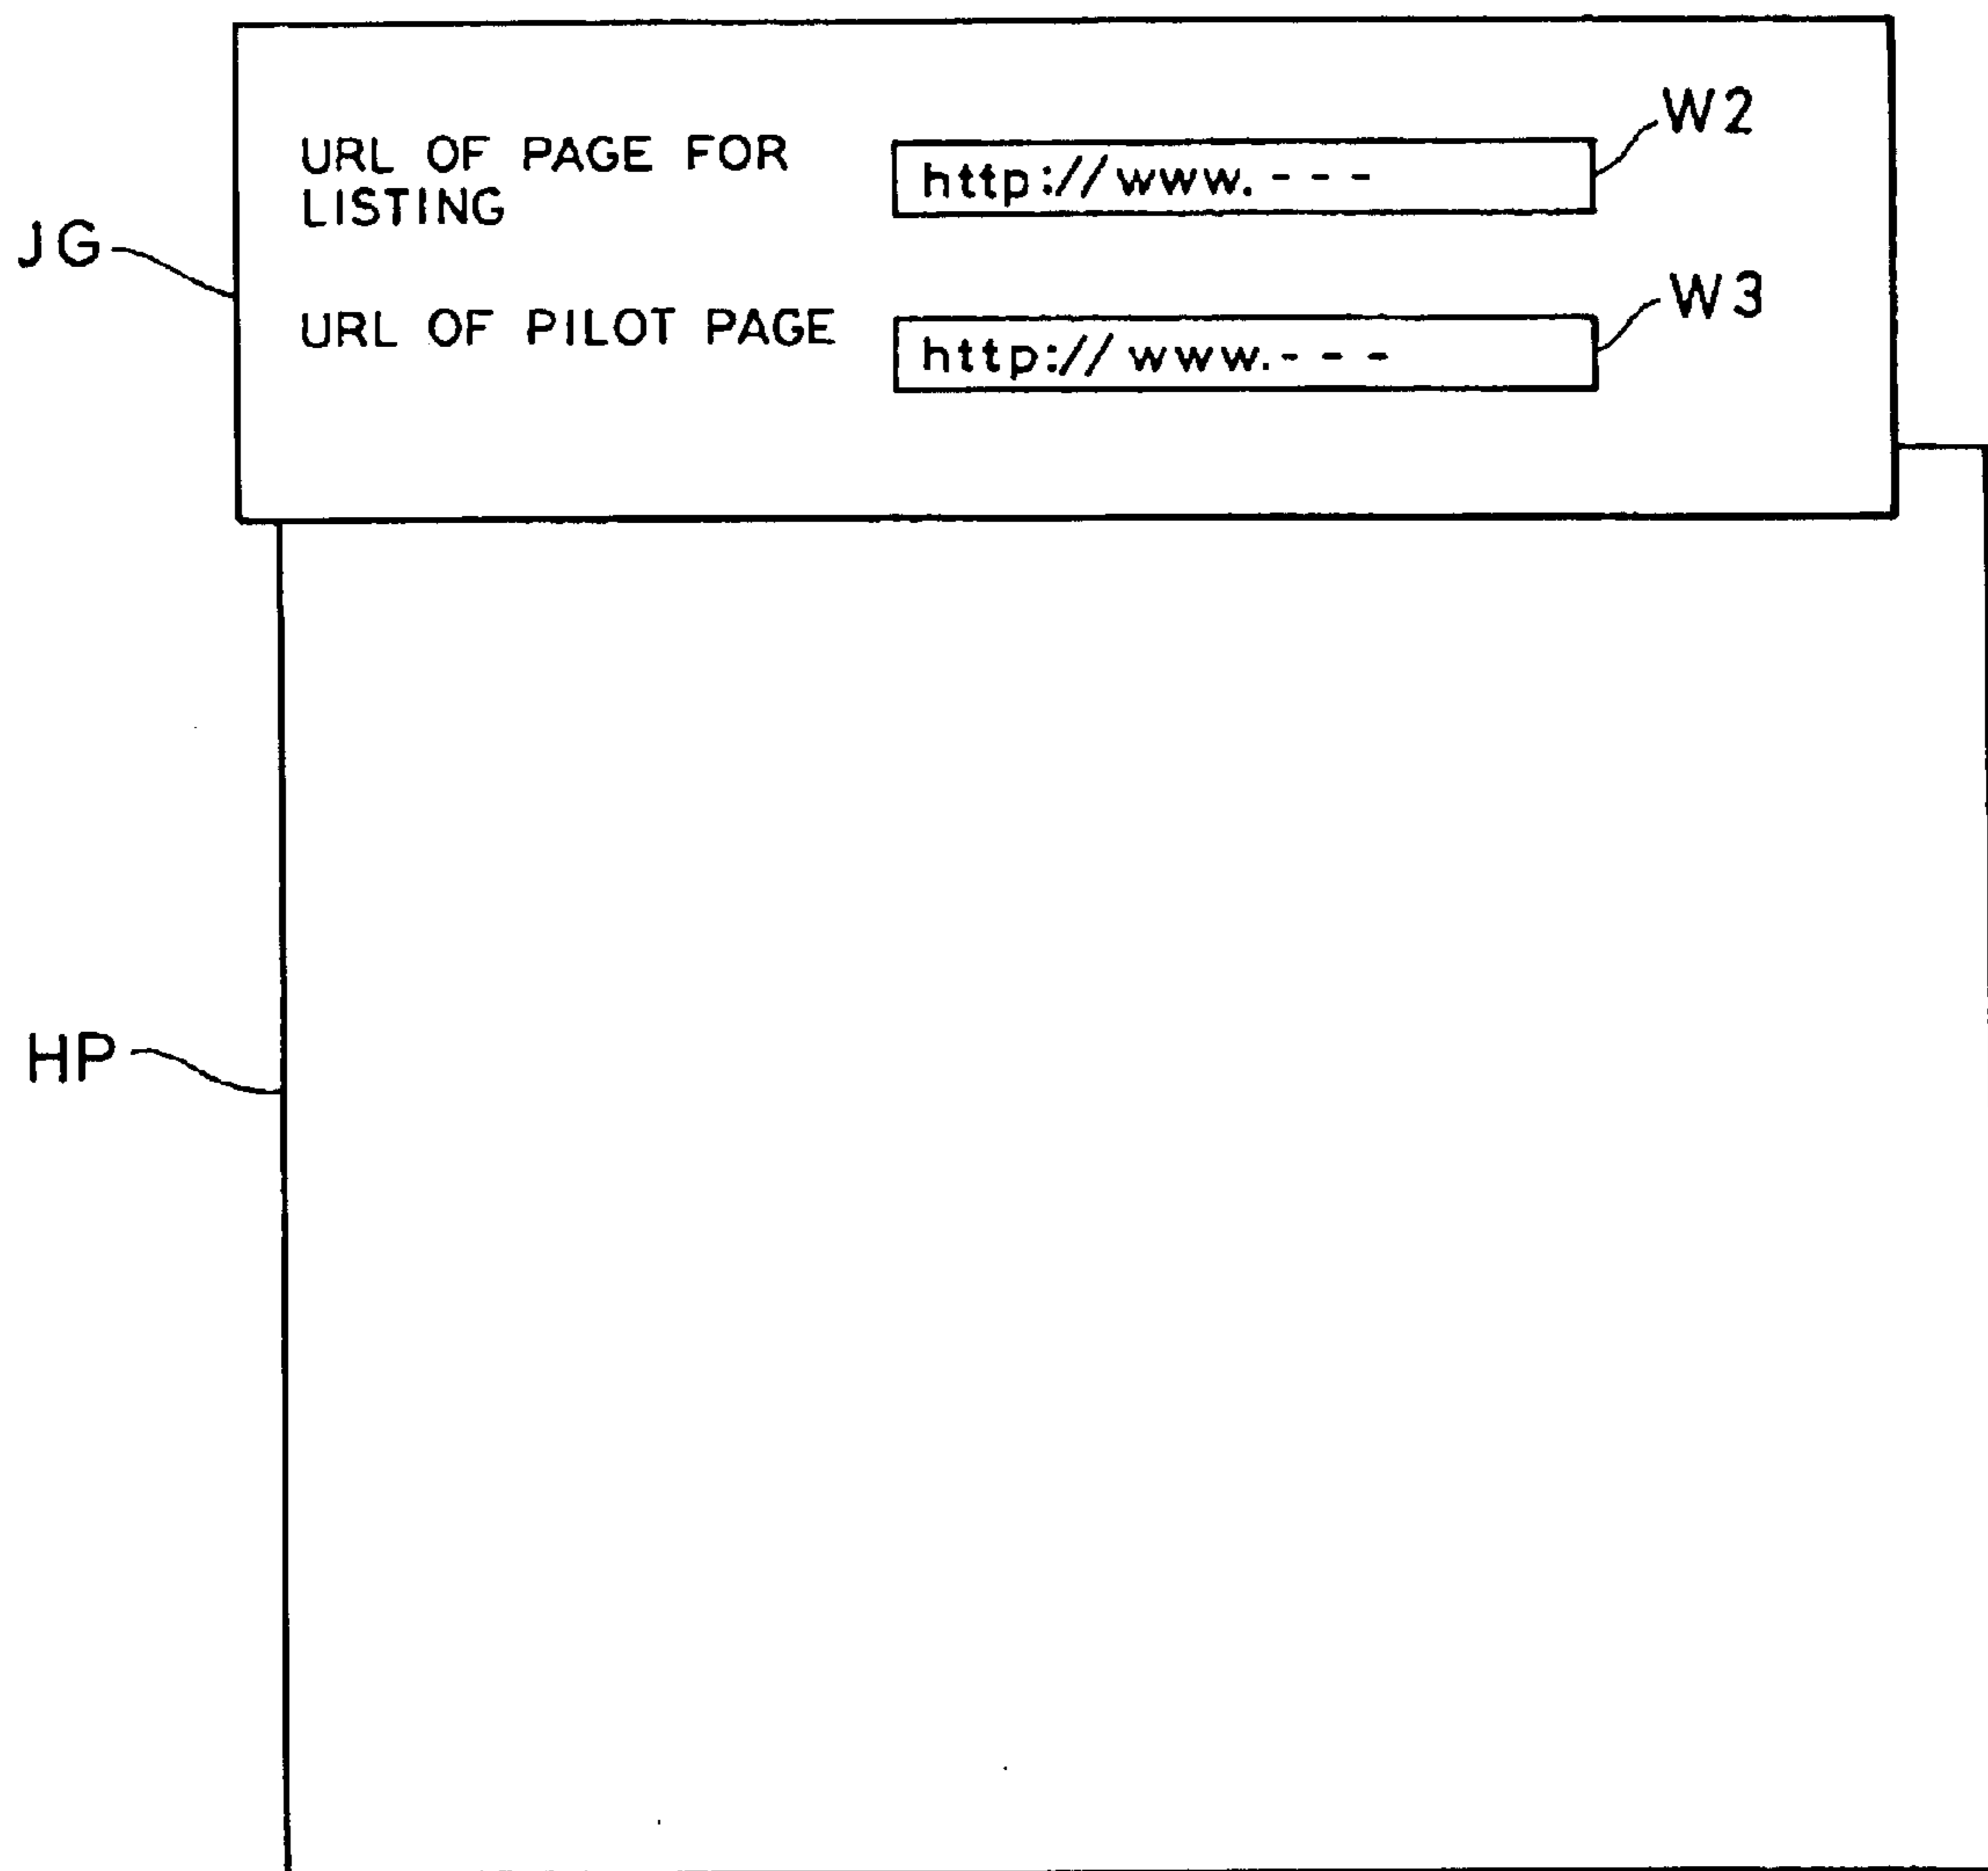 W2
URL OF PAGE FOR
LISTING
http://www.---
JG
W3
URL OF PILOT PAGE
http://www.---
HP